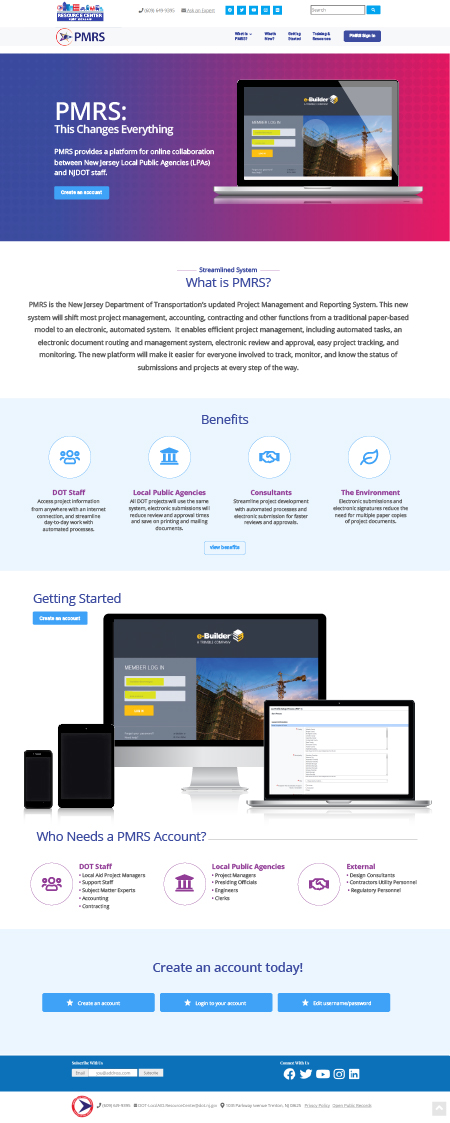 RESOURCE CENTER
(609) 649-9395 Ask an Expert
Search
PMRS
What is PMRS?
What's New?
Getting Started
Training & Resources
PMRS Sign in
PMRS:
This Changes Everything
PMRS provides a platform for online collaboration
between New Jersey Local Public Agencies (LPAs)
and NJDOT staff.
Create an account
e-Builder
MEMBER LOG IN
Streamlined System
What is PMRS?
PMRS is the New Jersey Department of Transportation's updated Project Management and Reporting System. This new
system will shift most project management, accounting, contracting and other functions from a traditional paper-based
model to an electronic, automated system. It enables efficient project management, including automated tasks, an
electronic document routing and management system, electronic review and approval, easy project tracking, and
monitoring. The new platform will make it easier for everyone involved to track, monitor, and know the status of
submissions and projects at every step of the way.
Benefits
DOT Staff
Access project information
from anywhere with an internet
connection, and streamline
day-to-day work with
automated processes.
Local Public Agencies
All DOT projects will use the same
system, electronic submissions will
reduce review and approval times
and save on printing and mailing
documents.
Consultants
Streamline project development
with automated processes and
electronic submission for faster
reviews and approvals.
The Environment
Electronic submissions and
electronic signatures reduce the
need for multiple paper copies
of project documents.
view benefits
Getting Started
Create an account
e-Builder
A TRIMBLE COMPANY
MEMBER LOG IN
Who Needs a PMRS Account?
DOT Staff
• Local Aid Project Managers
• Support Staff
• Subject Matter Experts
• Accounting
• Contracting
Local Public Agencies
• Project Managers
• Presiding Officials
• Engineers
• Clerks
External
• Design Consultants
• Contractors Utility Personnel
• Regulatory Personnel
Create an account today!
Create an account
Login to your account
Edit username/password
Subscribe With Us
Email Subscribe
Connect With Us
(609) 649-9395 1035 Parkway Avenue Trenton, NJ 08625 Privacy Policy Open Public Records